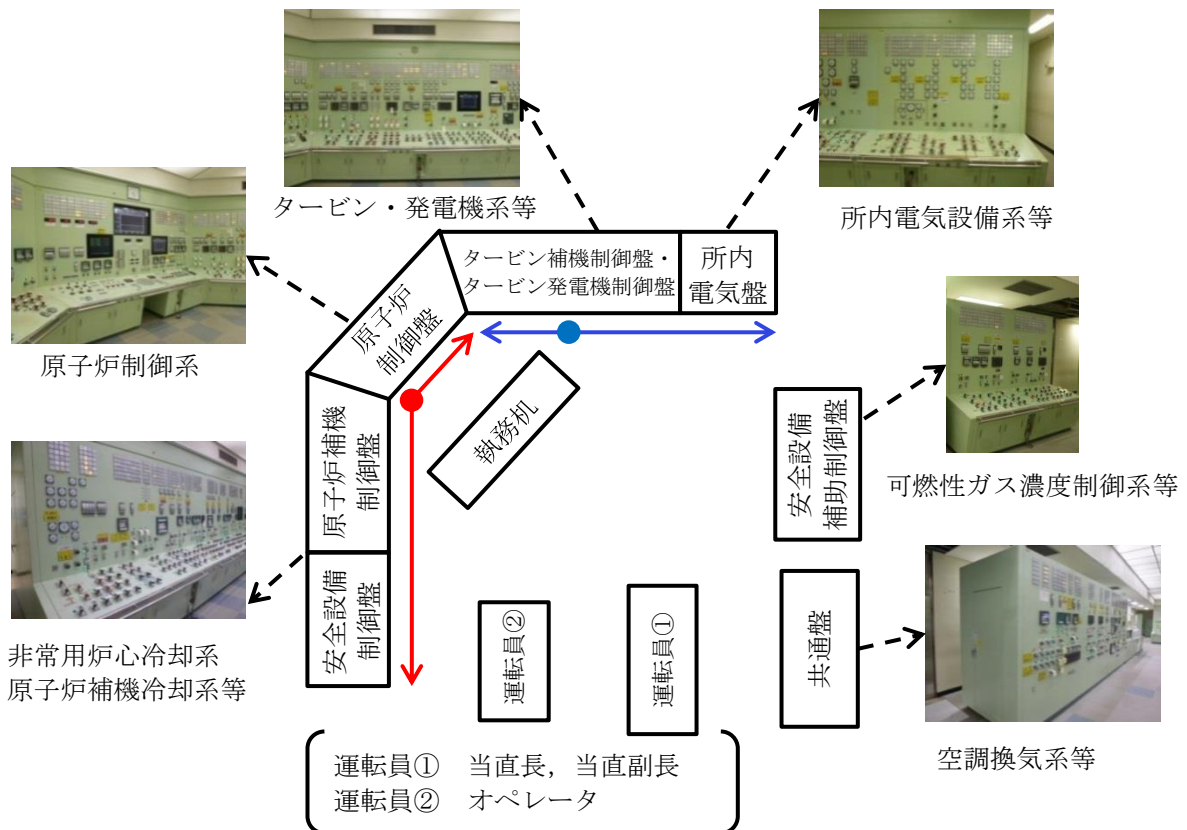 タービン・発電機系等
所内電気設備系等
原子炉制御系
タービン補機制御盤・
タービン発電機制御盤
所内
電気盤
原子炉
制御盤
執務机
原子炉補機
制御盤
安全設備
制御盤
安全設備
補助制御盤
可燃性ガス濃度制御系等
非常用炉心冷却系
原子炉補機冷却系等
運転員②
運転員①
共通盤
空調換気系等
運転員① 当直長，当直副長
運転員② オペレータ